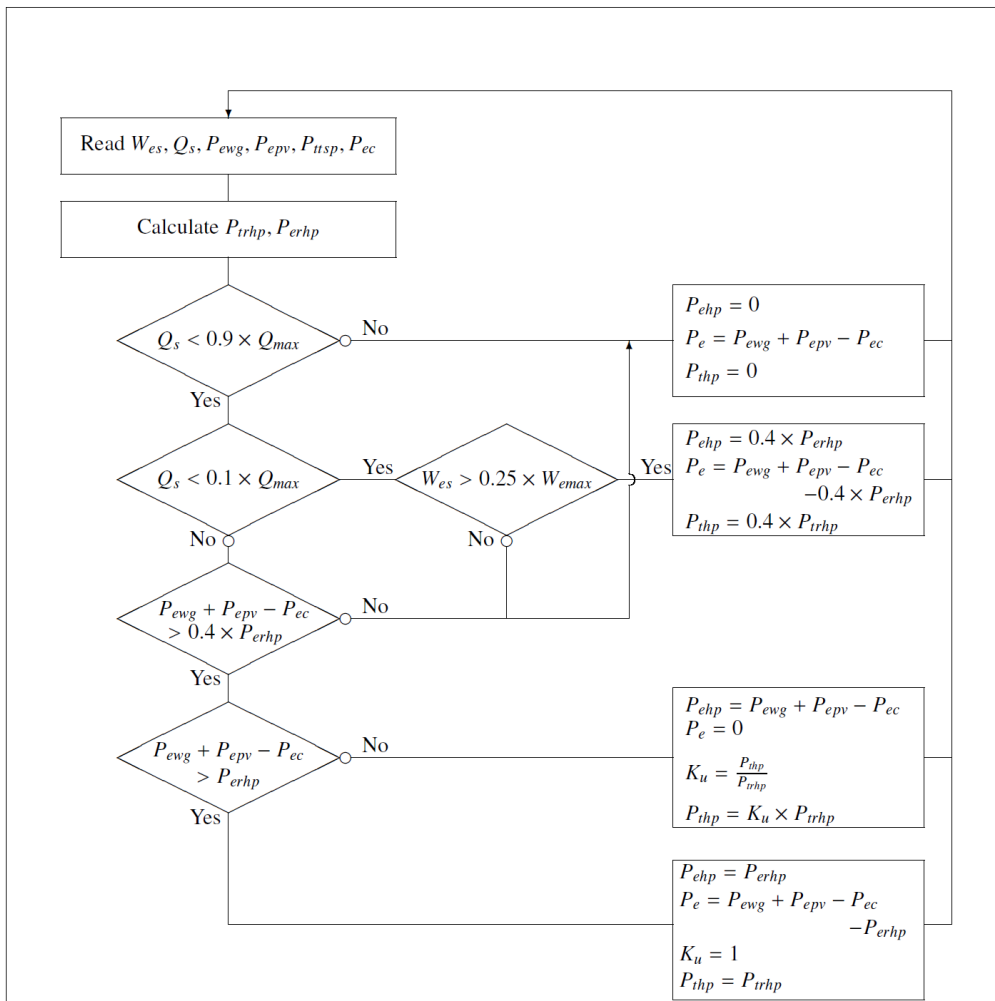 Read W_es, Q_s, P_ewg, P_epv, P_ttsp, P_ec
Calculate P_trhp, P_erhp
Q_s < 0.9 × Q_max
No
Yes
P_ehp = 0
P_e = P_ewg + P_epv − P_ec
P_thp = 0
Q_s < 0.1 × Q_max
Yes
No
W_es > 0.25 × W_emax
Yes
No
P_ehp = 0.4 × P_erhp
P_e = P_ewg + P_epv − P_ec
−0.4 × P_erhp
P_thp = 0.4 × P_trhp
P_ewg + P_epv − P_ec
> 0.4 × P_erhp
No
Yes
P_ewg + P_epv − P_ec
> P_erhp
No
Yes
P_ehp = P_ewg + P_epv − P_ec
P_e = 0
K_u = P_thp / P_trhp
P_thp = K_u × P_trhp
P_ehp = P_erhp
P_e = P_ewg + P_epv − P_ec
−P_erhp
K_u = 1
P_thp = P_trhp